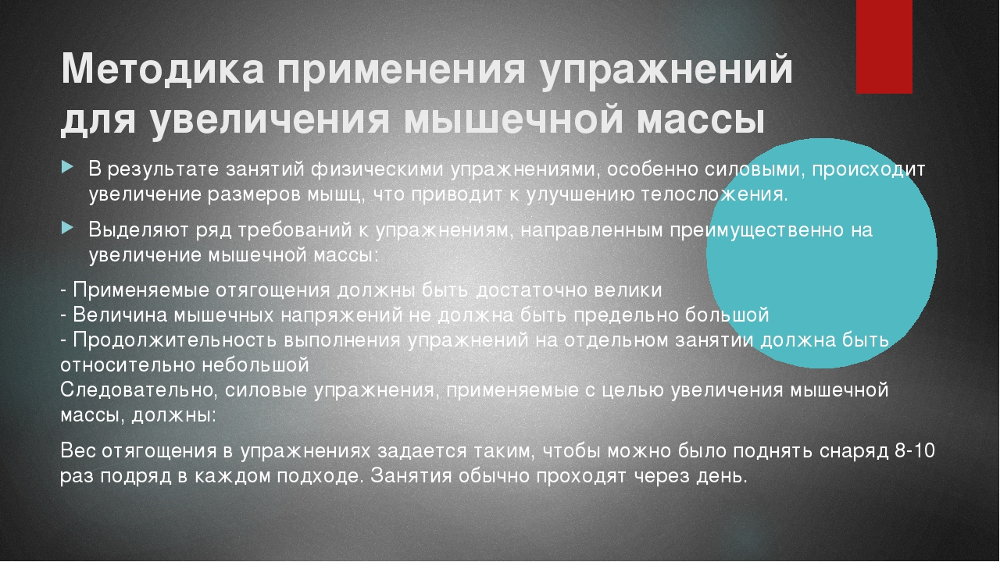 Методика применения упражнений
для увеличения мышечной массы
В результате занятий физическими упражнениями, особенно силовыми, происходит
увеличение размеров мышц, что приводит к улучшению телосложения.
Выделяют ряд требований к упражнениям, направленным преимущественно на
увеличение мышечной массы:
- Применяемые отягощения должны быть достаточно велики
- Величина мышечных напряжений не должна быть предельно большой
- Продолжительность выполнения упражнений на отдельном занятии должна быть
относительно небольшой
Следовательно, силовые упражнения, применяемые с целью увеличения мышечной
массы, должны:
Вес отягощения в упражнениях задается таким, чтобы можно было поднять снаряд 8-10
раз подряд в каждом подходе. Занятия обычно проходят через день.